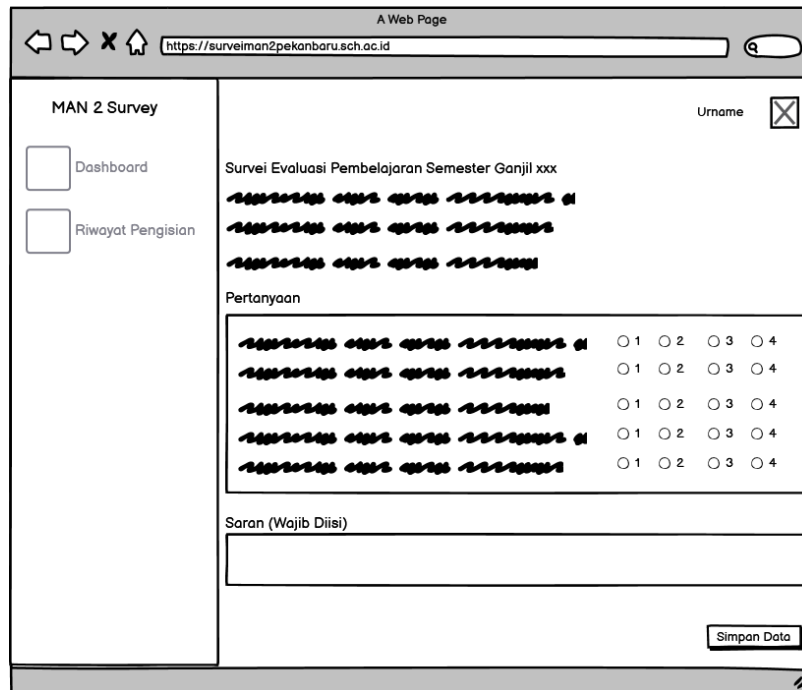 A Web Page
https://surveiman2pekanbaru.sch.ac.id
MAN 2 Survey
Urname
Dashboard
Riwayat Pengisian
Survei Evaluasi Pembelajaran Semester Ganjil xxx
Pertanyaan
1 2 3 4
1 2 3 4
1 2 3 4
1 2 3 4
1 2 3 4
Saran (Wajib Diisi)
Simpan Data